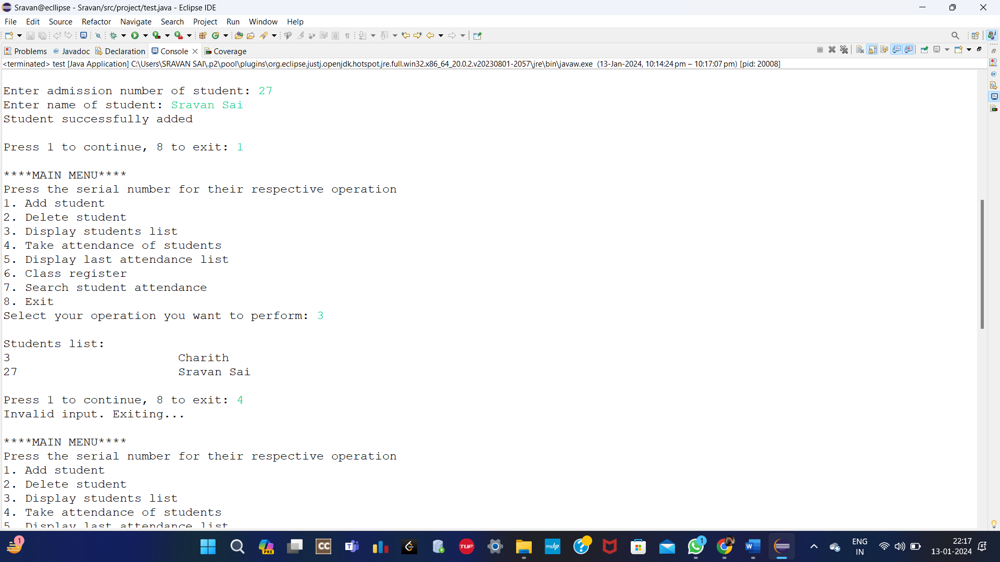 Sravan@ecllipse - Sravan/src/project/test.java - Eclipse IDE
File Edit Source Refactor Navigate Search Project Run Window Help
Problems @ Javadoc Declaration Console Coverage
<terminated> test [Java Application] C:\Users\SRAVAN SAI\.p2\pool\plugins\org.eclipse.justj.openjdk.hotspot.jre.full.win32.x86_64_20.0.2.v20230801-2057\jre\bin\javaw.exe (13-Jan-2024, 10:14:24 pm – 10:17:07 pm) [pid: 20008]
Enter admission number of student: 27
Enter name of student: Sravan Sai
Student successfully added
Press 1 to continue, 8 to exit: 1
****MAIN MENU****
Press the serial number for their respective operation
1. Add student
2. Delete student
3. Display students list
4. Take attendance of students
5. Display last attendance list
6. Class register
7. Search student attendance
8. Exit
Select your operation you want to perform: 3
Students list:
3 Charith
27 Sravan Sai
Press 1 to continue, 8 to exit: 4
Invalid input. Exiting...
****MAIN MENU****
Press the serial number for their respective operation
1. Add student
2. Delete student
3. Display students list
4. Take attendance of students
5. Display last attendance list
1 PRE CC T TUF myhp ? 1 W ENG 22:17
IN 13-01-2024